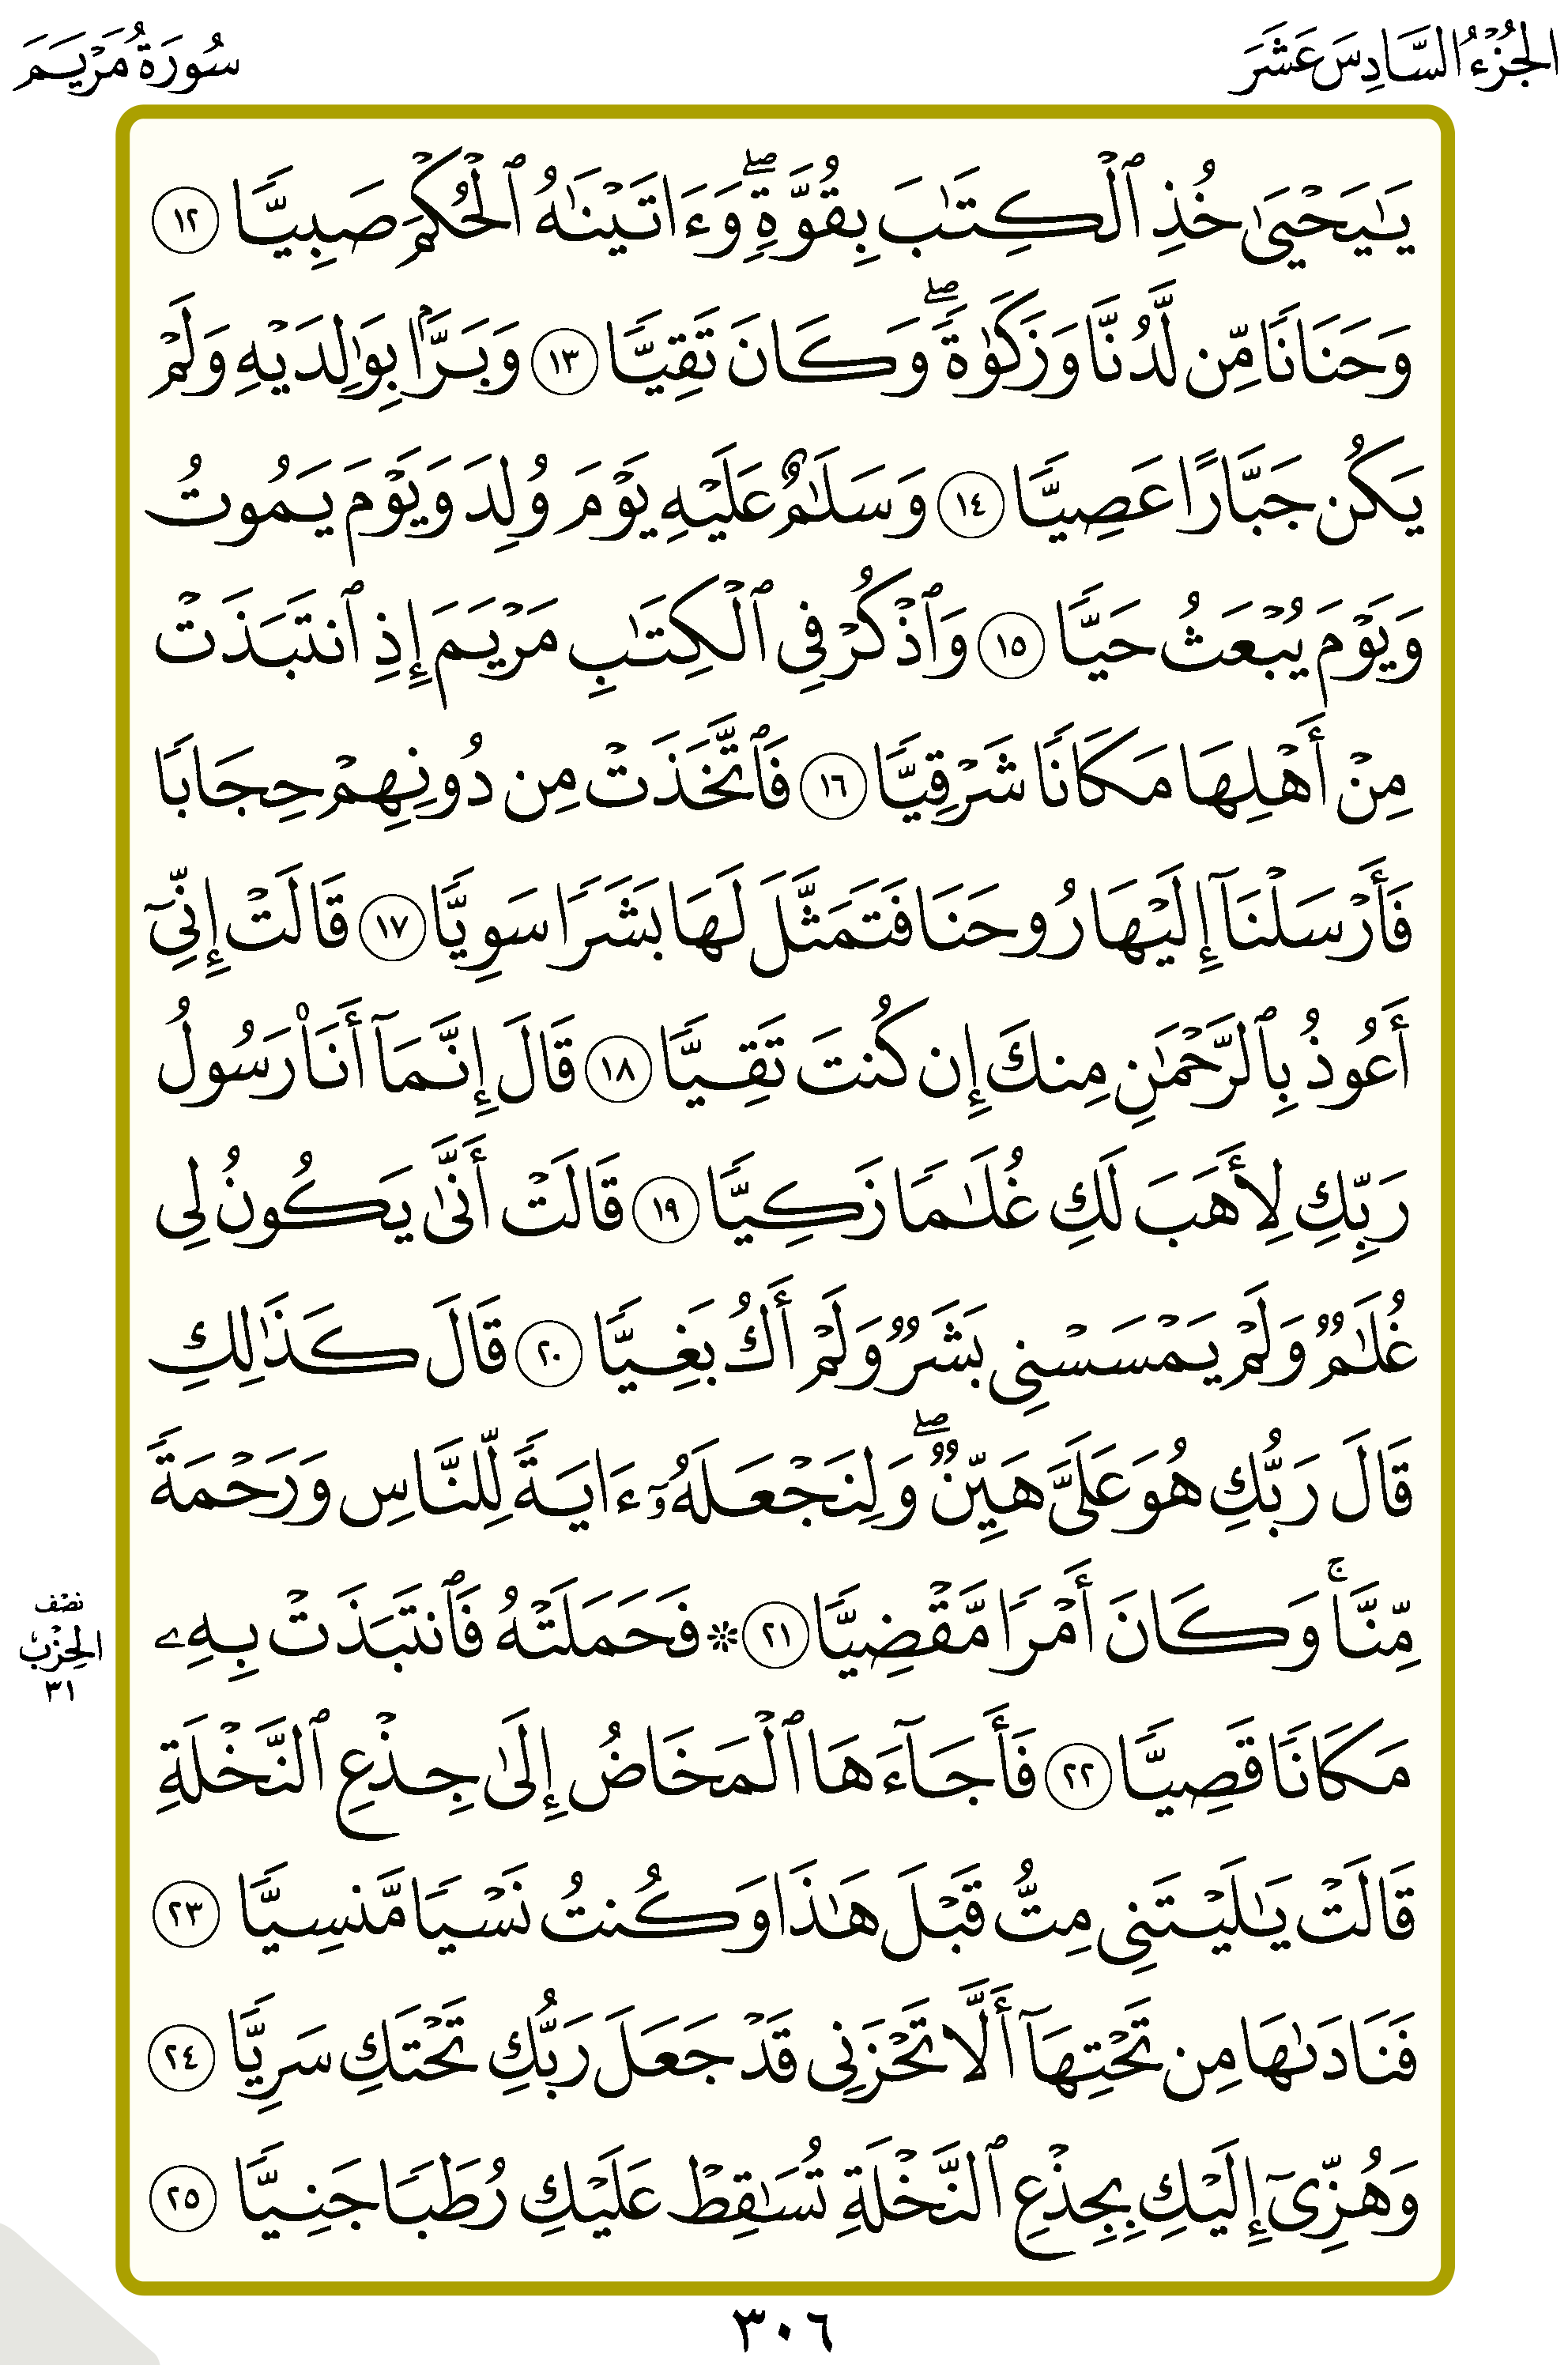 الجُزْءُ السَّادِسَ عَشَرَ
سُورَةُ مَرْيَمَ
يَٰيَحْيَىٰ خُذِ ٱلْكِتَٰبَ بِقُوَّةٍۖ وَءَاتَيْنَٰهُ ٱلْحُكْمَ صَبِيًّا ١٢
وَحَنَانًا مِّن لَّدُنَّا وَزَكَوٰةًۖ وَكَانَ تَقِيًّا ١٣ وَبَرًّۢا بِوَٰلِدَيْهِ وَلَمْ
يَكُن جَبَّارًا عَصِيًّا ١٤ وَسَلَٰمٌ عَلَيْهِ يَوْمَ وُلِدَ وَيَوْمَ يَمُوتُ
وَيَوْمَ يُبْعَثُ حَيًّا ١٥ وَٱذْكُرْ فِى ٱلْكِتَٰبِ مَرْيَمَ إِذِ ٱنتَبَذَتْ
مِنْ أَهْلِهَا مَكَانًا شَرْقِيًّا ١٦ فَٱتَّخَذَتْ مِن دُونِهِمْ حِجَابًا
فَأَرْسَلْنَآ إِلَيْهَا رُوحَنَا فَتَمَثَّلَ لَهَا بَشَرًا سَوِيًّا ١٧ قَالَتْ إِنِّىٓ
أَعُوذُ بِٱلرَّحْمَٰنِ مِنكَ إِن كُنتَ تَقِيًّا ١٨ قَالَ إِنَّمَآ أَنَا۠ رَسُولُ
رَبِّكِ لِأَهَبَ لَكِ غُلَٰمًا زَكِيًّا ١٩ قَالَتْ أَنَّىٰ يَكُونُ لِى
غُلَٰمٌ وَلَمْ يَمْسَسْنِى بَشَرٌ وَلَمْ أَكُ بَغِيًّا ٢٠ قَالَ كَذَٰلِكِ
قَالَ رَبُّكِ هُوَ عَلَىَّ هَيِّنٌۖ وَلِنَجْعَلَهُۥٓ ءَايَةً لِّلنَّاسِ وَرَحْمَةً
مِّنَّاۚ وَكَانَ أَمْرًا مَّقْضِيًّا ٢١ ۞ فَحَمَلَتْهُ فَٱنتَبَذَتْ بِهِۦ
نصْف
الحِزْبُ
٣١
مَكَانًا قَصِيًّا ٢٢ فَأَجَآءَهَا ٱلْمَخَاضُ إِلَىٰ جِذْعِ ٱلنَّخْلَةِ
قَالَتْ يَٰلَيْتَنِى مِتُّ قَبْلَ هَٰذَا وَكُنتُ نَسْيًا مَّنسِيًّا ٢٣
فَنَادَىٰهَا مِن تَحْتِهَآ أَلَّا تَحْزَنِى قَدْ جَعَلَ رَبُّكِ تَحْتَكِ سَرِيًّا ٢٤
وَهُزِّىٓ إِلَيْكِ بِجِذْعِ ٱلنَّخْلَةِ تُسَٰقِطْ عَلَيْكِ رُطَبًا جَنِيًّا ٢٥
٣٠٦